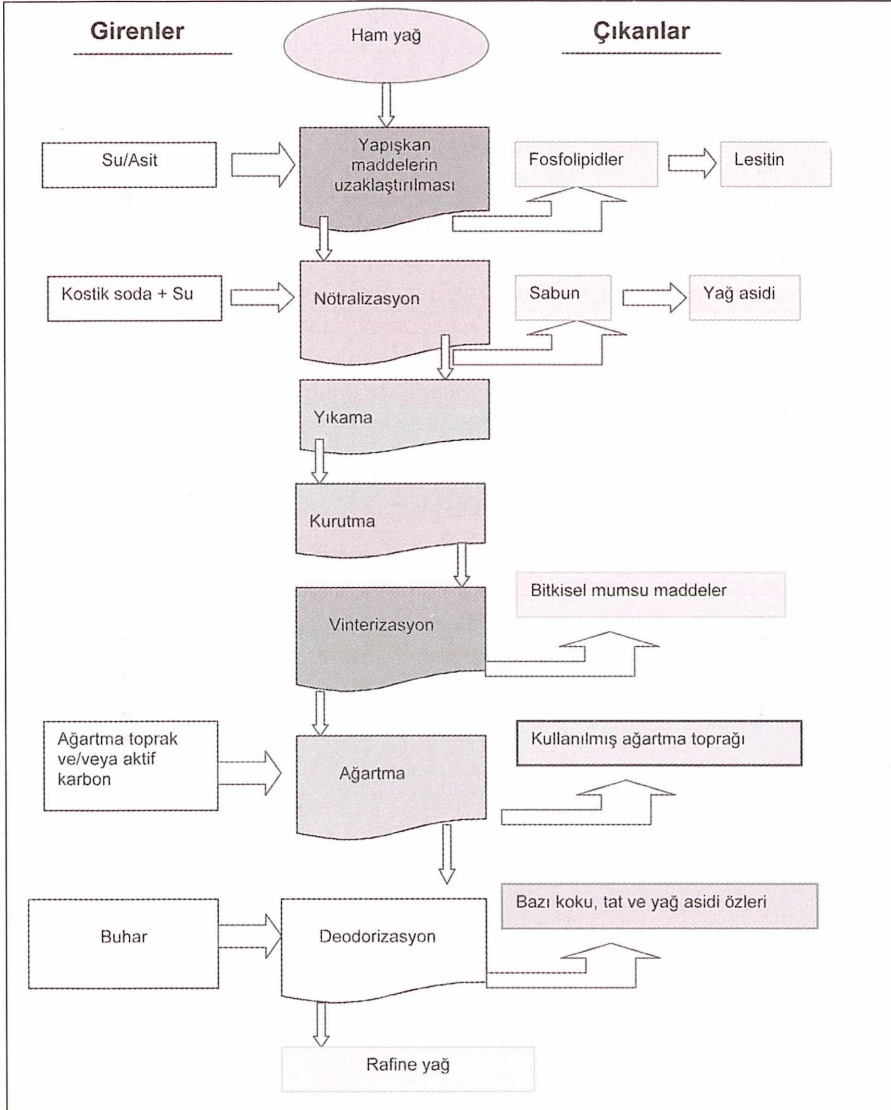 Girenler
Ham yağ
Çıkanlar
Su/Asit
Yapışkan
maddelerin
uzaklaştırılması
Fosfolipidler
Lesitin
Kostik soda + Su
Nötralizasyon
Sabun
Yağ asidi
Yıkama
Kurutma
Vinterizasyon
Bitkisel mumsu maddeler
Ağartma toprak
ve/veya aktif
karbon
Ağartma
Kullanılmış ağartma toprağı
Buhar
Deodorizasyon
Bazı koku, tat ve yağ asidi özleri
Rafine yağ